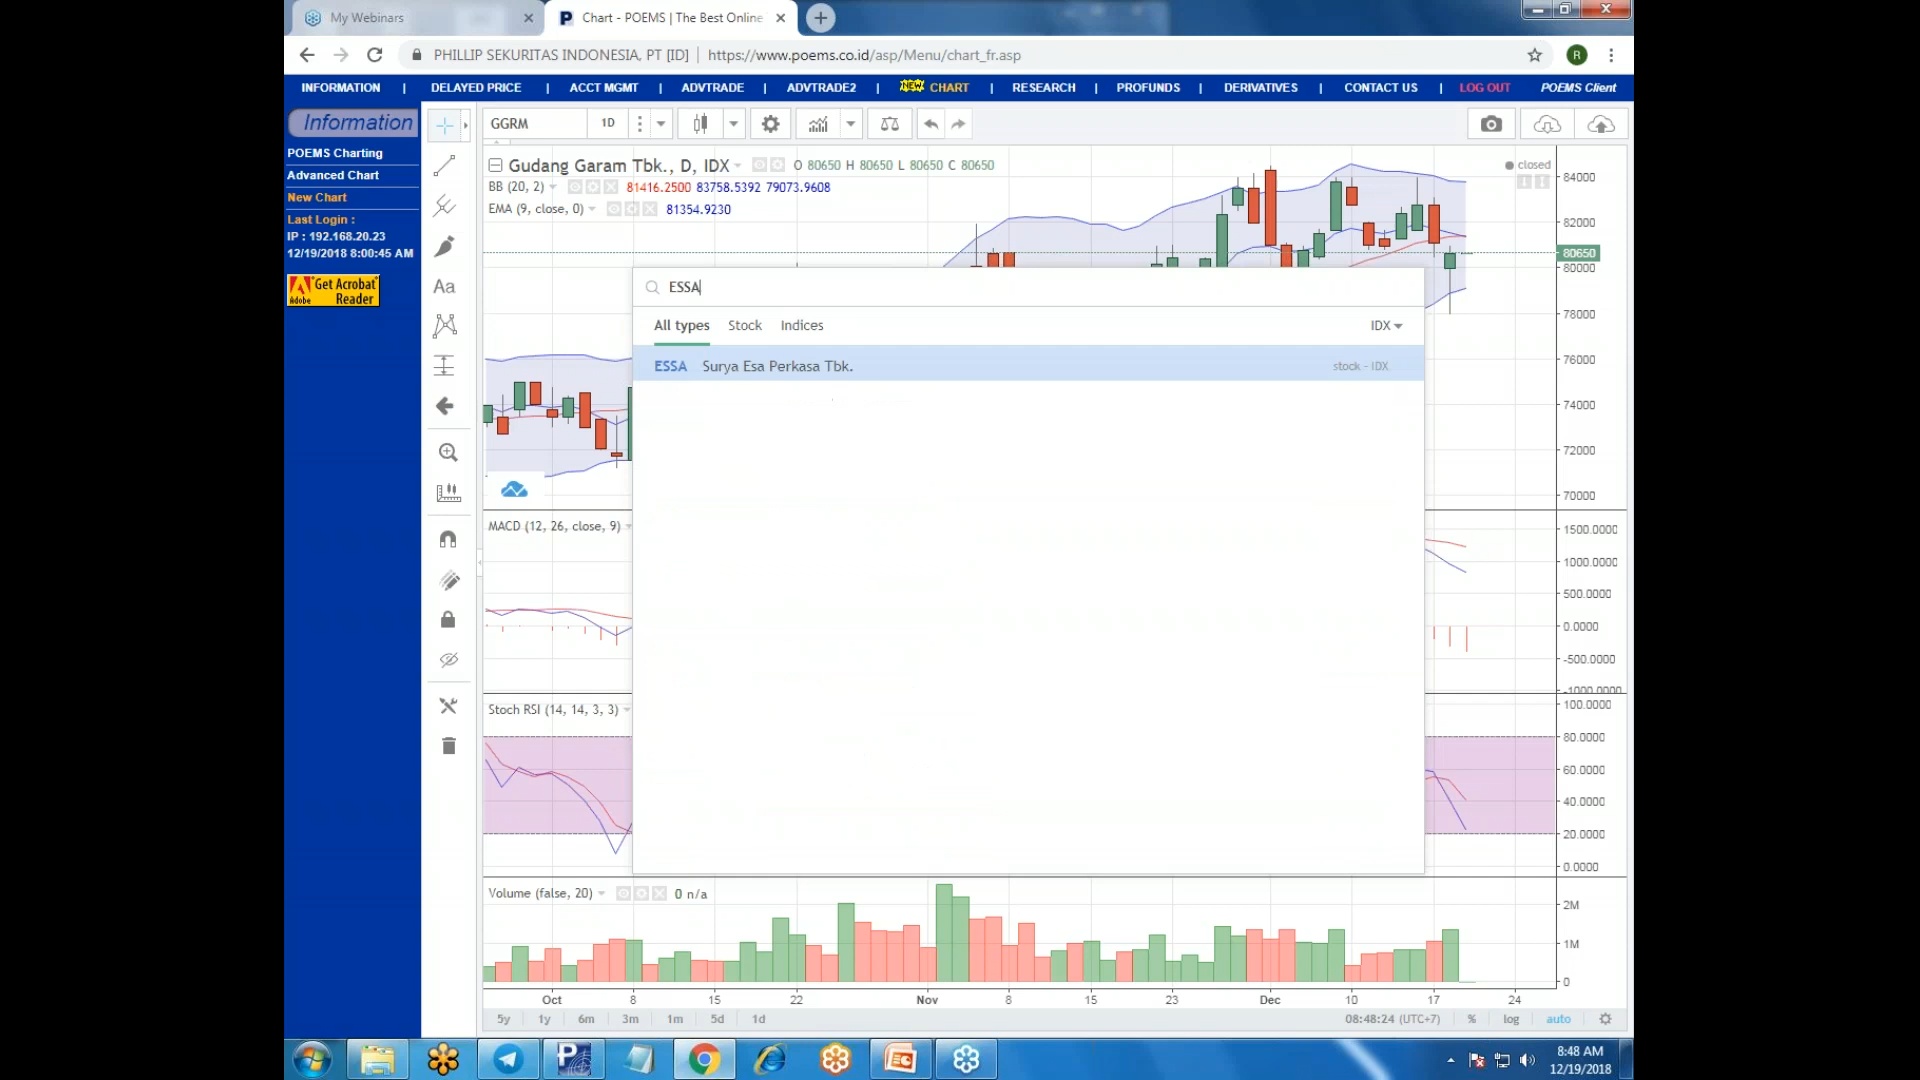 My Webinars
Chart - POEMS | The Best Online
PHILLIP SEKURITAS INDONESIA, PT [ID] | https://www.poems.co.id/asp/Menu/chart_fr.asp
R
INFORMATION | DELAYED PRICE | ACCT MGMT | ADVTRADE | ADVTRADE2 | NEW CHART | RESEARCH | PROFUNDS | DERIVATIVES | CONTACT US | LOG OUT POEMS Client
Information
POEMS Charting
Advanced Chart
New Chart
Last Login :
IP : 192.168.20.23
12/19/2018 8:00:45 AM
Get Acrobat
Adobe Reader
Aa
GGRM 1D
Gudang Garam Tbk., D, IDX O 80650 H 80650 L 80650 C 80650
BB (20, 2) 81416.2500 83758.5392 79073.9608
EMA (9, close, 0) 81354.9230
closed
84000
82000
80650
80000
78000
76000
74000
72000
70000
ESSA
All types Stock Indices IDX
ESSA Surya Esa Perkasa Tbk. stock - IDX
MACD (12, 26, close, 9)
1500.0000
1000.0000
500.0000
0.0000
-500.0000
-1000.0000
Stoch RSI (14, 14, 3, 3)
100.0000
80.0000
60.0000
40.0000
20.0000
0.0000
Volume (false, 20) 0 n/a
2M
1M
0
Oct 8 15 22 Nov 8 15 23 Dec 10 17 24
5y 1y 6m 3m 1m 5d 1d 08:48:24 (UTC+7) % log auto
8:48 AM
12/19/2018